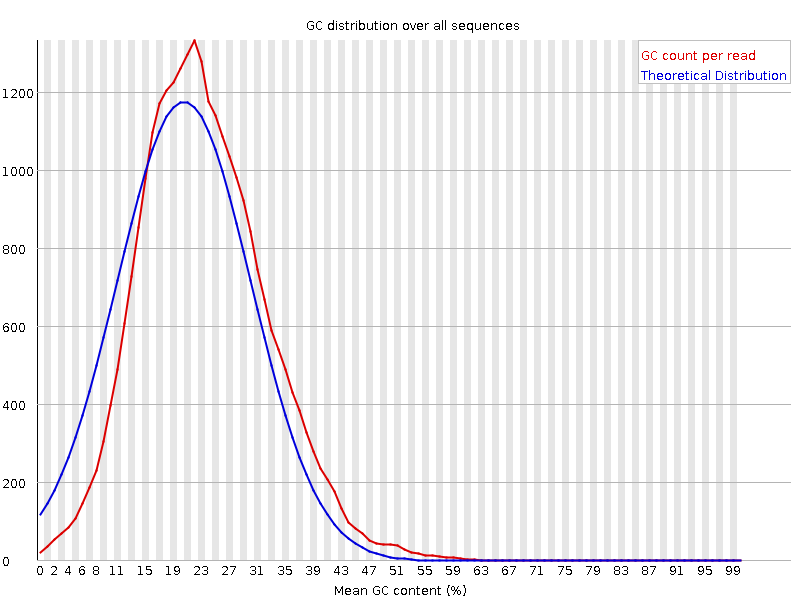 GC distribution over all sequences
GC count per read
Theoretical Distribution
1200
1000
800
600
400
200
0
0 2 4 6 8 11 15 19 23 27 31 35 39 43 47 51 55 59 63 67 71 75 79 83 87 91 95 99
Mean GC content (%)